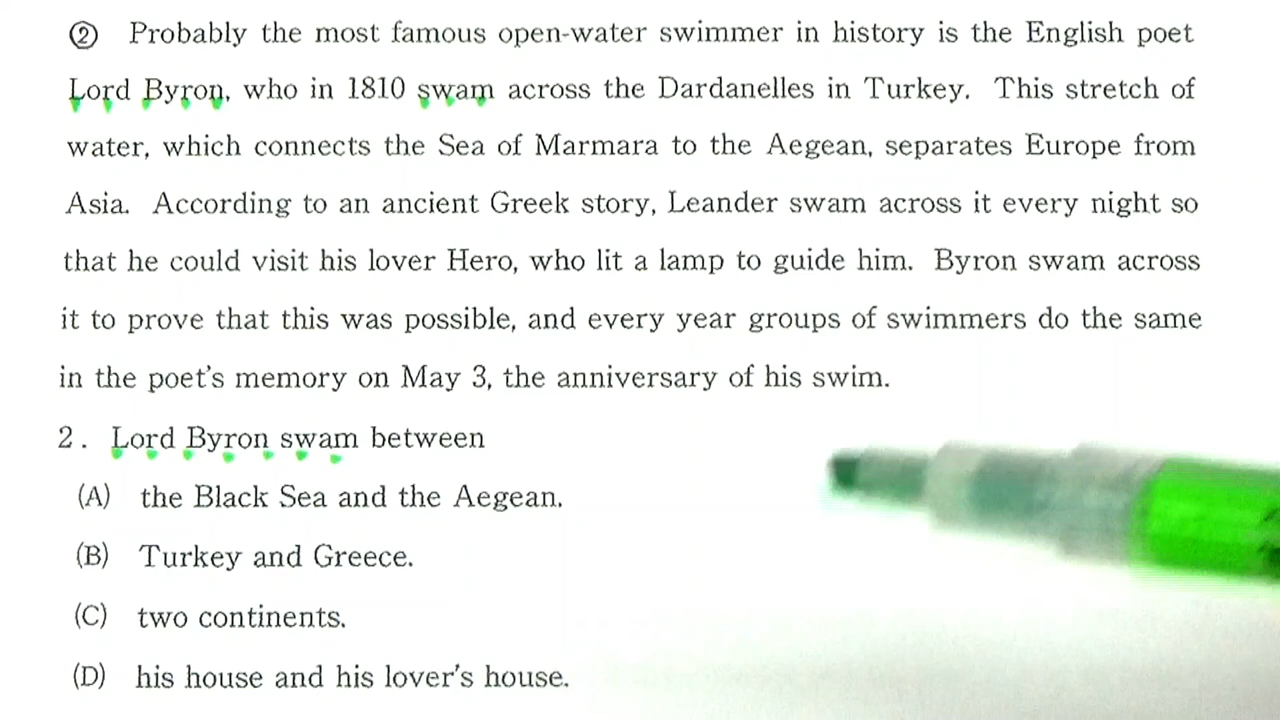 ② Probably the most famous open-water swimmer in history is the English poet
Lord Byron, who in 1810 swam across the Dardanelles in Turkey. This stretch of
water, which connects the Sea of Marmara to the Aegean, separates Europe from
Asia. According to an ancient Greek story, Leander swam across it every night so
that he could visit his lover Hero, who lit a lamp to guide him. Byron swam across
it to prove that this was possible, and every year groups of swimmers do the same
in the poet's memory on May 3, the anniversary of his swim.
2. Lord Byron swam between
(A) the Black Sea and the Aegean.
(B) Turkey and Greece.
(C) two continents.
(D) his house and his lover's house.